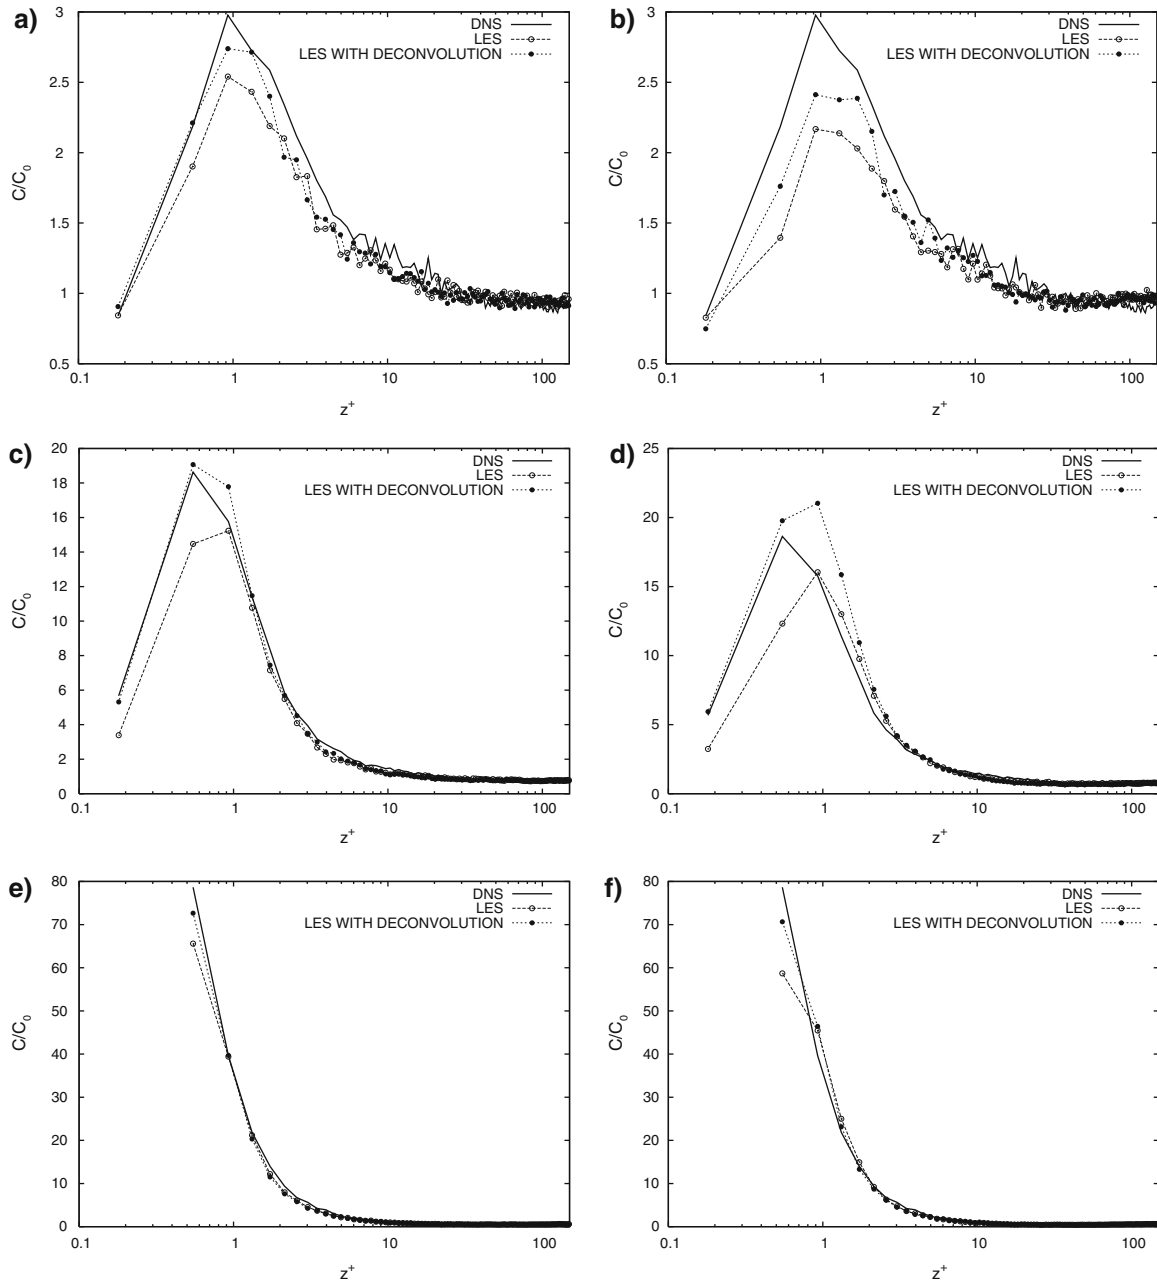 a)
DNS
LES
LES WITH DECONVOLUTION
3
2.5
2
1.5
1
0.5
C/C0
0.1 1 10 100
z+
b)
DNS
LES
LES WITH DECONVOLUTION
3
2.5
2
1.5
1
0.5
C/C0
0.1 1 10 100
z+
c)
DNS
LES
LES WITH DECONVOLUTION
20
18
16
14
12
10
8
6
4
2
0
C/C0
0.1 1 10 100
z+
d)
DNS
LES
LES WITH DECONVOLUTION
25
20
15
10
5
0
C/C0
0.1 1 10 100
z+
e)
DNS
LES
LES WITH DECONVOLUTION
80
70
60
50
40
30
20
10
0
C/C0
0.1 1 10 100
z+
f)
DNS
LES
LES WITH DECONVOLUTION
80
70
60
50
40
30
20
10
0
C/C0
0.1 1 10 100
z+